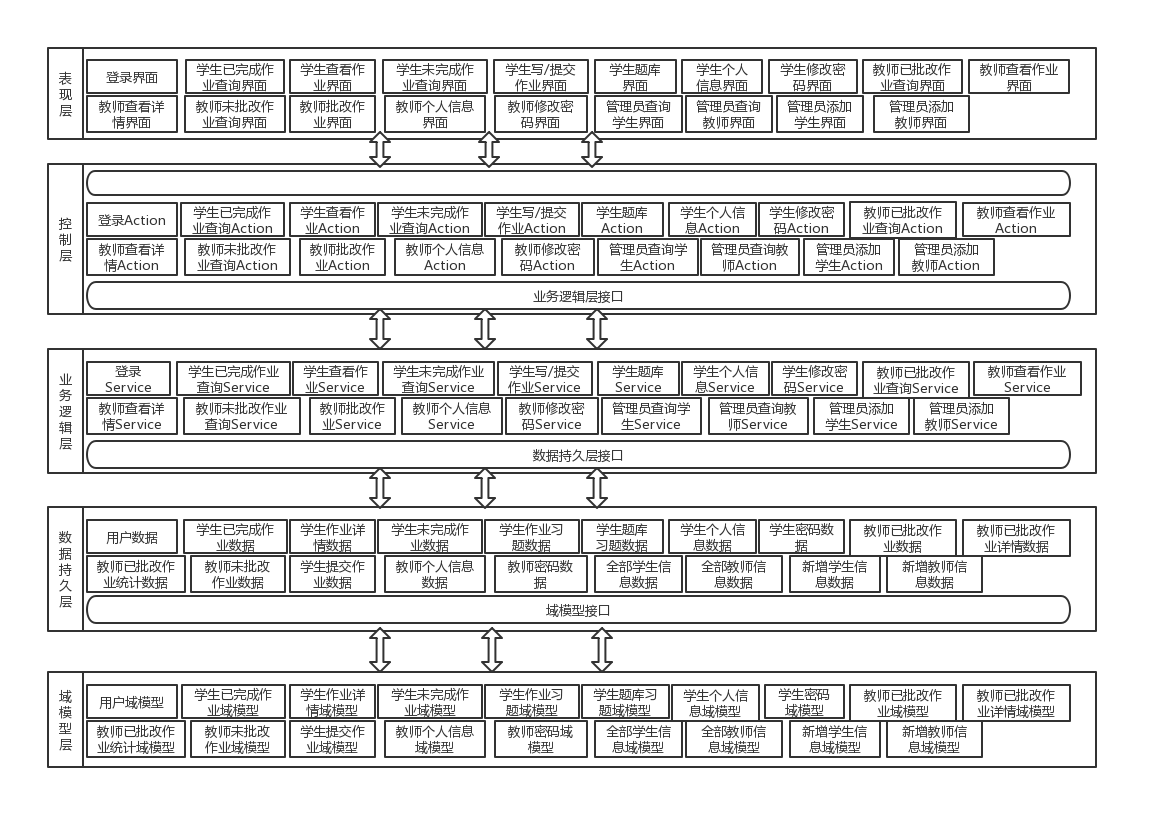 表
现
层
登录界面
学生已完成作
业查询界面
学生查看作
业界面
学生未完成作
业查询界面
学生写/提交
作业界面
学生题库
界面
学生个人
信息界面
学生修改密
码界面
教师已批改作
业查询界面
教师查看作业
界面
教师查看详
情界面
教师未批改作
业查询界面
教师批改作
业界面
教师个人信息
界面
教师修改密
码界面
管理员查询
学生界面
管理员查询
教师界面
管理员添加
学生界面
管理员添加
教师界面
控
制
层
登录Action
学生已完成作
业查询Action
学生查看作
业Action
学生未完成作
业查询Action
学生写/提交
作业Action
学生题库
Action
学生个人信
息Action
学生修改密
码Action
教师已批改作
业查询Action
教师查看作业
Action
教师查看详
情Action
教师未批改作
业查询Action
教师批改作
业Action
教师个人信息
Action
教师修改密
码Action
管理员查询学
生Action
管理员查询教
师Action
管理员添加
学生Action
管理员添加
教师Action
业务逻辑层接口
业
务
逻
辑
层
登录
Service
学生已完成作业
查询Service
学生查看作
业Service
学生未完成作业
查询Service
学生写/提交
作业Service
学生题库
Service
学生个人信
息Service
学生修改密
码Service
教师已批改作
业查询Service
教师查看作业
Service
教师查看详
情Service
教师未批改作业
查询Service
教师批改作
业Service
教师个人信息
Service
教师修改密
码Service
管理员查询学
生Service
管理员查询教
师Service
管理员添加
学生Service
管理员添加
教师Service
数据持久层接口
数
据
持
久
层
用户数据
学生已完成作
业数据
学生作业详
情数据
学生未完成作
业数据
学生作业习
题数据
学生题库
习题数据
学生个人信
息数据
学生密码数
据
教师已批改作
业数据
教师已批改作
业详情数据
教师已批改作
业统计数据
教师未批改
作业数据
学生提交作
业数据
教师个人信息
数据
教师密码数
据
全部学生信
息数据
全部教师信
息数据
新增学生信
息数据
新增教师信
息数据
域模型接口
域
模
型
层
用户域模型
学生已完成作
业域模型
学生作业详
情域模型
学生未完成作
业域模型
学生作业习
题域模型
学生题库习
题域模型
学生个人信
息域模型
学生密码
域模型
教师已批改作
业域模型
教师已批改作
业详情域模型
教师已批改作
业统计域模型
教师未批改
作业域模型
学生提交作
业域模型
教师个人信息
域模型
教师密码域
模型
全部学生信
息域模型
全部教师信
息域模型
新增学生信
息域模型
新增教师信
息域模型